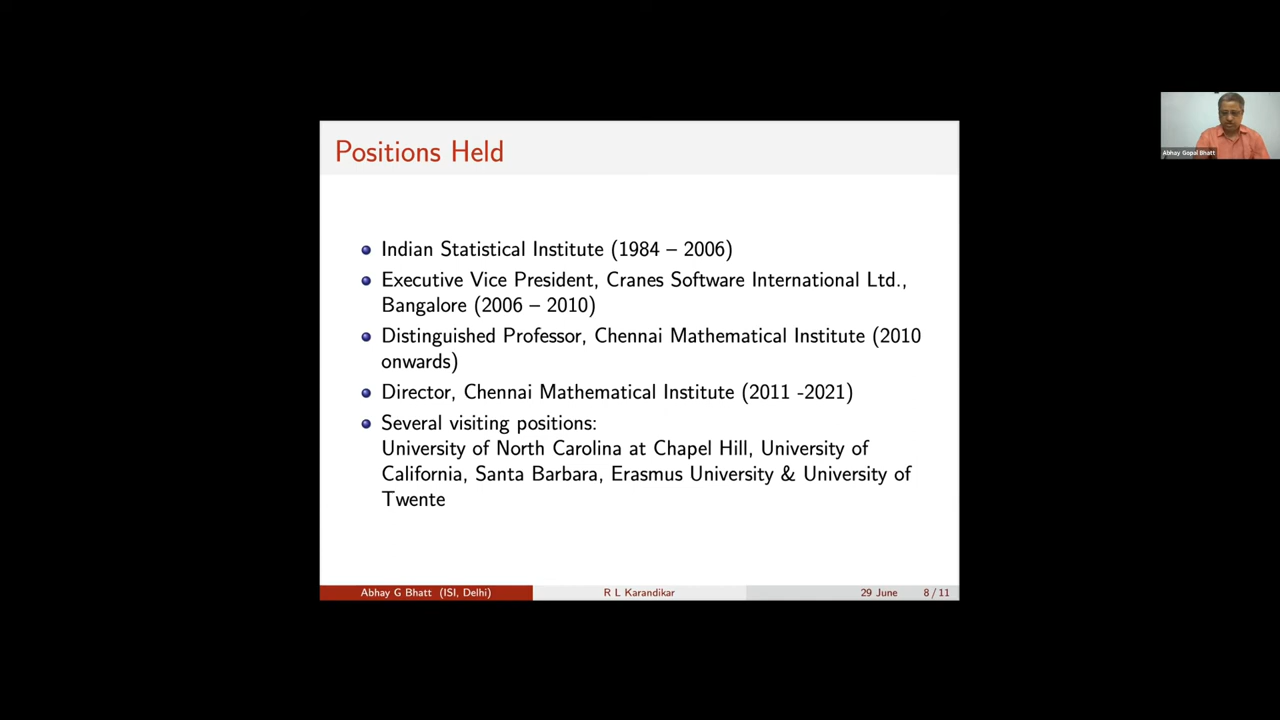 Positions Held
Indian Statistical Institute (1984 – 2006)
Executive Vice President, Cranes Software International Ltd.,
Bangalore (2006 – 2010)
Distinguished Professor, Chennai Mathematical Institute (2010
onwards)
Director, Chennai Mathematical Institute (2011 -2021)
Several visiting positions:
University of North Carolina at Chapel Hill, University of
California, Santa Barbara, Erasmus University & University of
Twente
Abhay G Bhatt (ISI, Delhi)
R L Karandikar
29 June
8 / 11
Abhay Gopal Bhatt